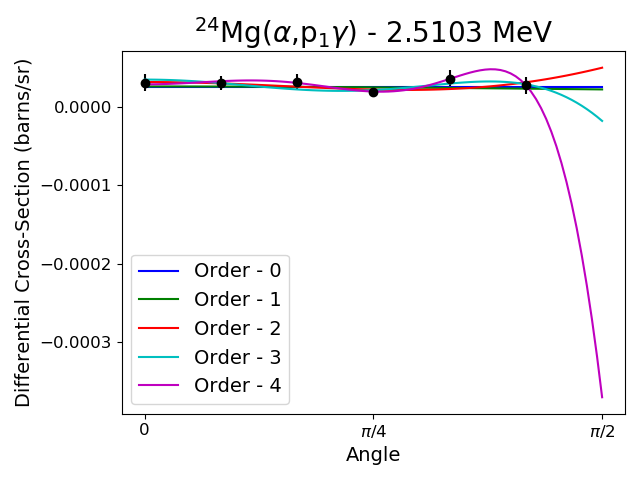 ²⁴Mg(α,p₁γ) - 2.5103 MeV
Differential Cross-Section (barns/sr)
0.0000
−0.0001
−0.0002
−0.0003
Order - 0
Order - 1
Order - 2
Order - 3
Order - 4
0
π/4
π/2
Angle